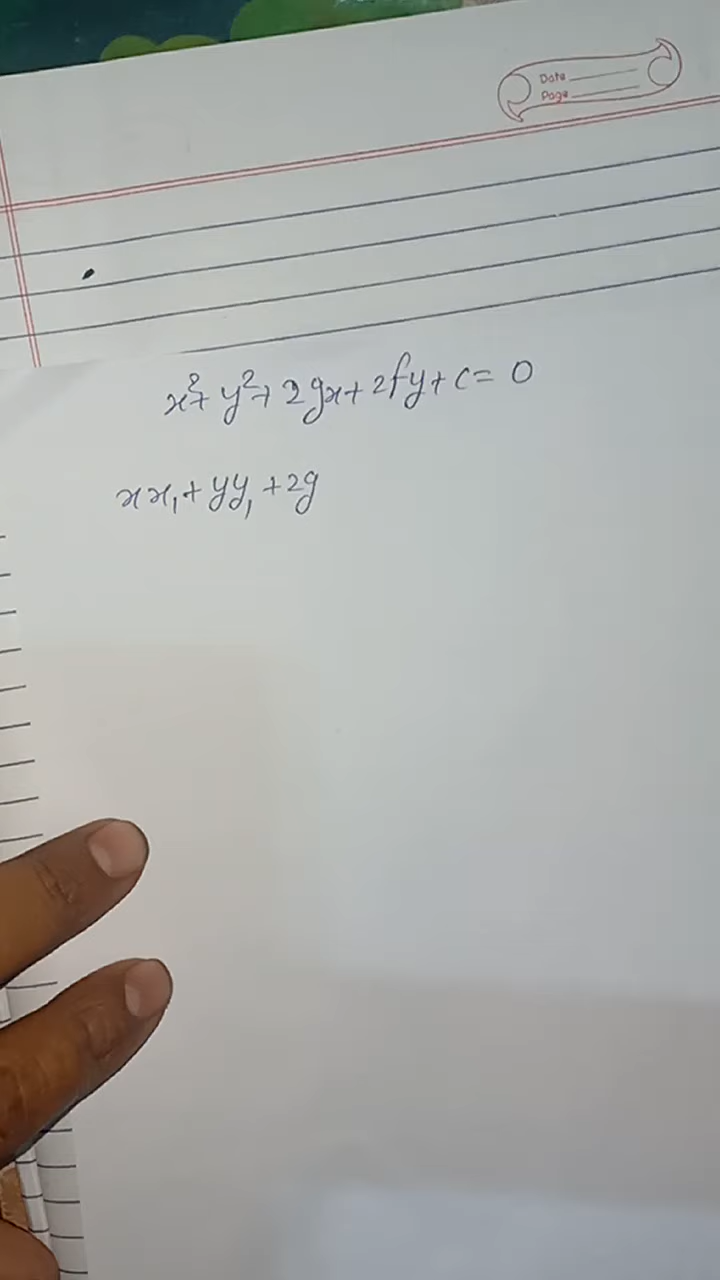 Date
Page
x²+ y²+ 2gx+ 2fy+ c= 0
xx₁+ yy₁ +2g